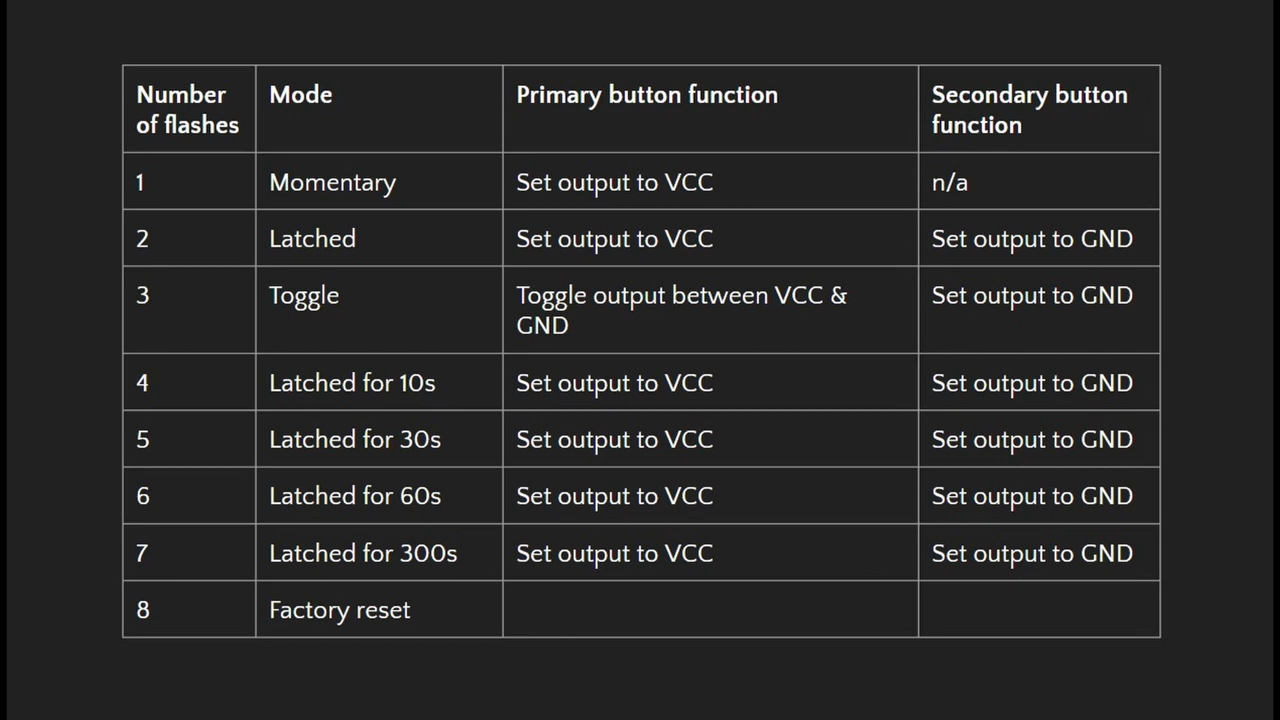 Number of flashes Mode Primary button function Secondary button function
1 Momentary Set output to VCC n/a
2 Latched Set output to VCC Set output to GND
3 Toggle Toggle output between VCC & GND Set output to GND
4 Latched for 10s Set output to VCC Set output to GND
5 Latched for 30s Set output to VCC Set output to GND
6 Latched for 60s Set output to VCC Set output to GND
7 Latched for 300s Set output to VCC Set output to GND
8 Factory reset